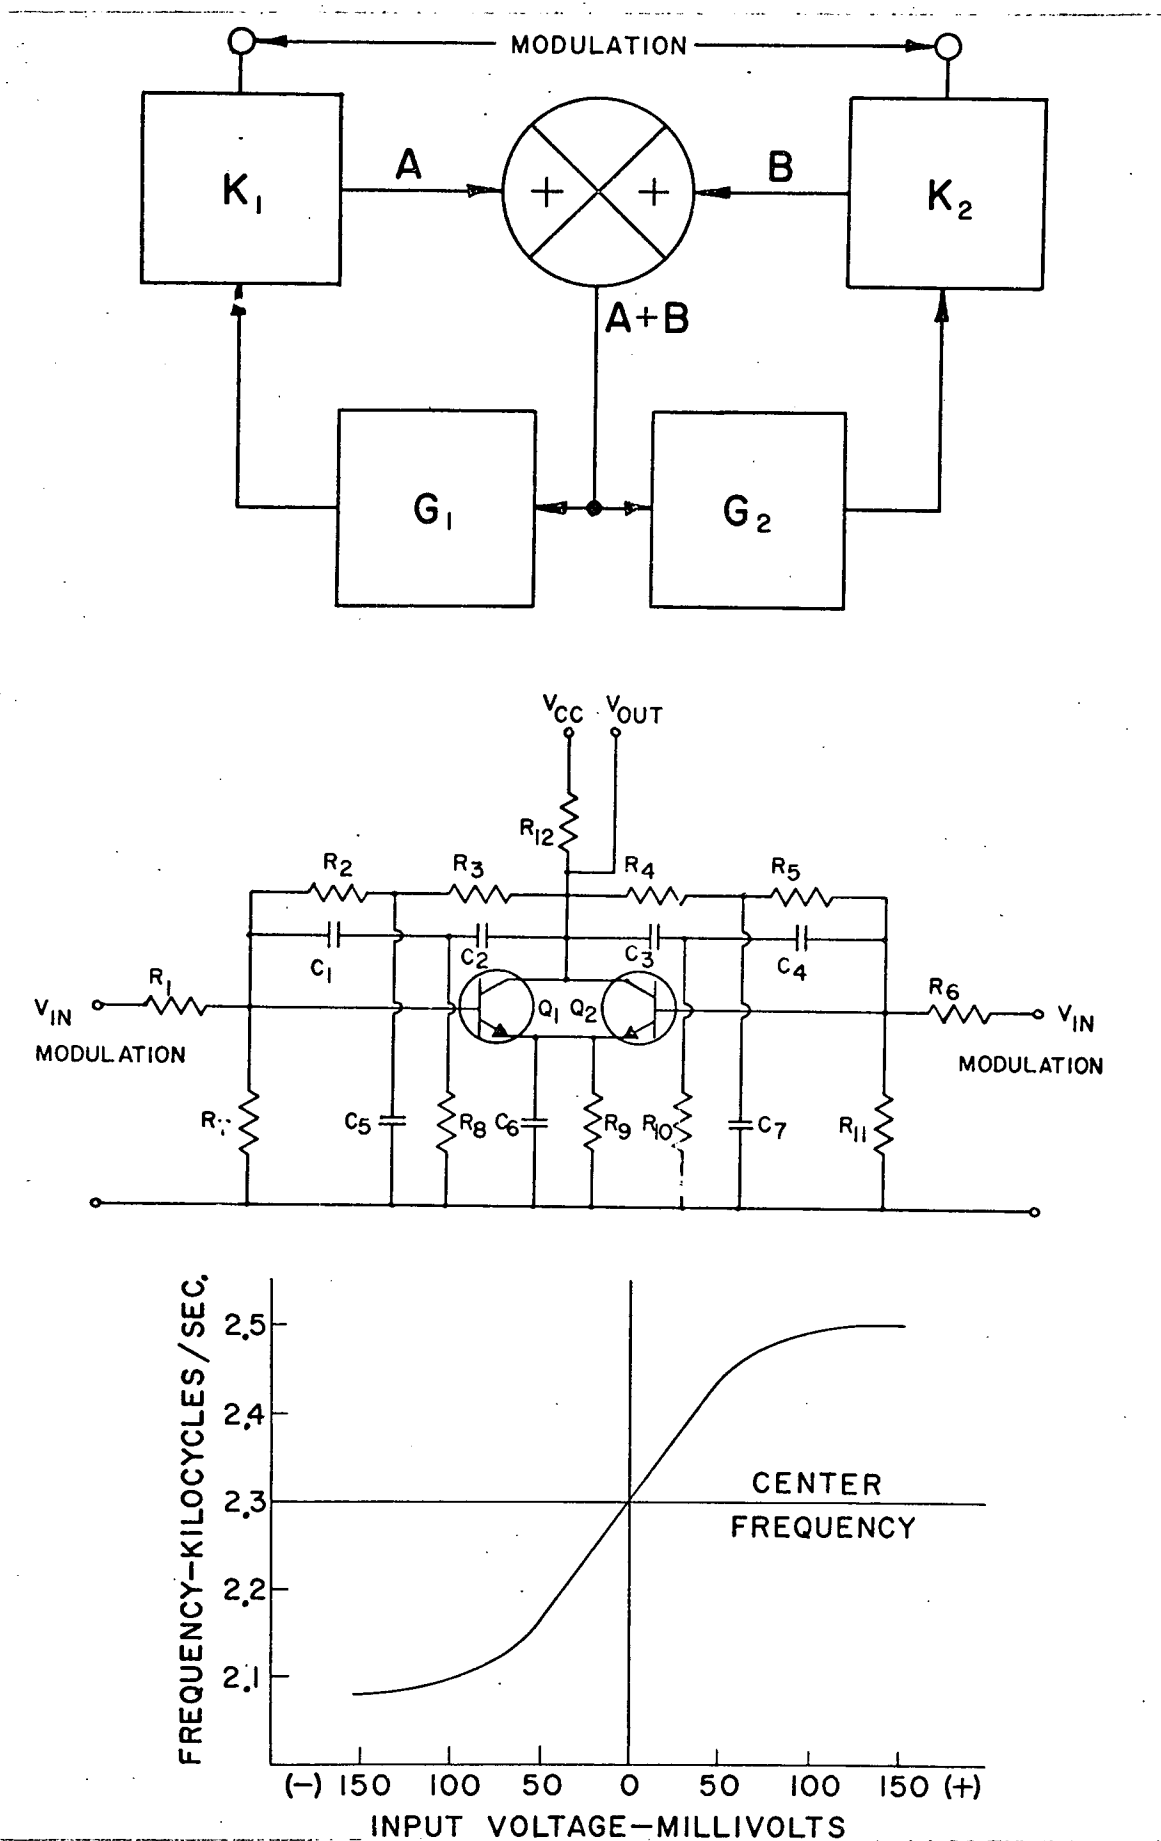 MODULATION
K1
A
+
+
B
K2
A+B
G1
G2
VCC
VOUT
R12
R2
R3
R4
R5
C1
C2
C3
C4
R1
R6
VIN
MODULATION
Q1
Q2
VIN
MODULATION
C5
R8
C6
R9
R10
C7
R11
FREQUENCY-KILOCYCLES/SEC.
2.5
2.4
2.3
2.2
2.1
CENTER
FREQUENCY
(-) 150 100 50 0 50 100 150 (+)
INPUT VOLTAGE-MILLIVOLTS